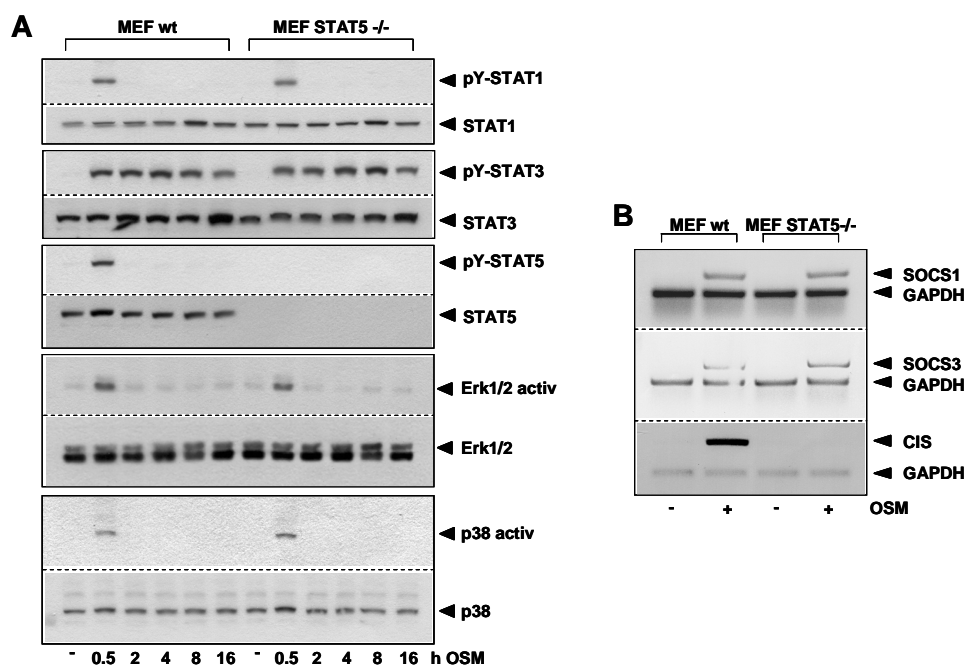 A
MEF wt MEF STAT5 -/-
pY-STAT1
STAT1
pY-STAT3
STAT3
pY-STAT5
STAT5
Erk1/2 activ
Erk1/2
p38 activ
p38
- 0.5 2 4 8 16 - 0.5 2 4 8 16 h OSM
B
MEF wt MEF STAT5-/-
SOCS1
GAPDH
SOCS3
GAPDH
CIS
GAPDH
- + - + OSM